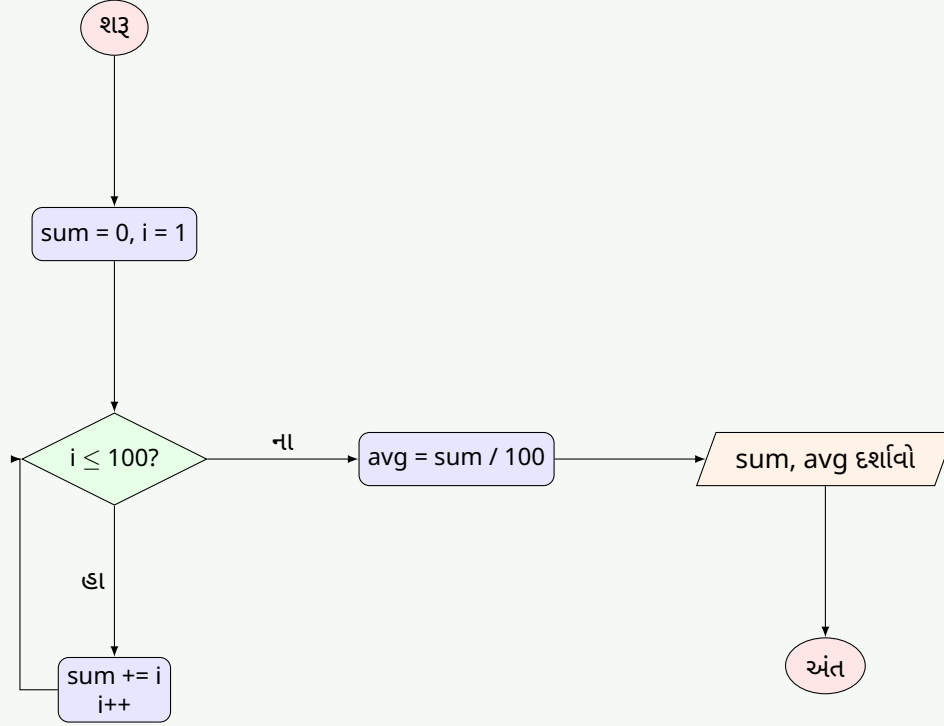 શરૂ
sum = 0, i = 1
i ≤ 100?
ના
avg = sum / 100
sum, avg દર્શાવો
હા
sum += i
i++
અંત